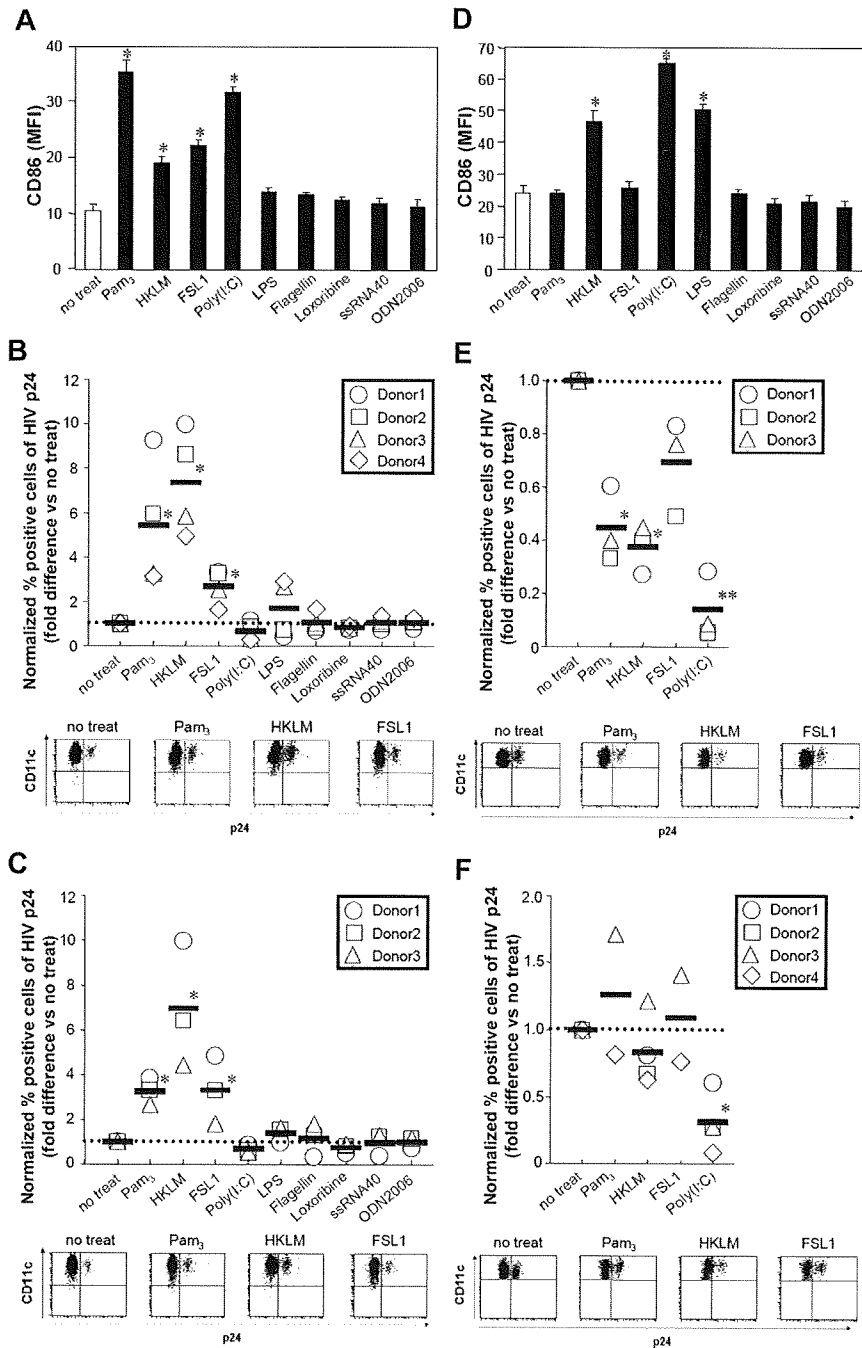 A
CD86 (MFI)
40
30
20
10
0
*
*
*
*
no treat
Pam3
HKLM
FSL1
Poly(I:C)
LPS
Flagellin
Loxoribine
ssRNA40
ODN2006
D
CD86 (MFI)
70
60
50
40
30
20
10
0
*
*
*
no treat
Pam3
HKLM
FSL1
Poly(I:C)
LPS
Flagellin
Loxoribine
ssRNA40
ODN2006
B
Normalized % positive cells of HIV p24
(fold difference vs no treat)
12
10
8
6
4
2
0
Donor1
Donor2
Donor3
Donor4
*
*
*
no treat
Pam3
HKLM
FSL1
Poly(I:C)
LPS
Flagellin
Loxoribine
ssRNA40
ODN2006
no treat
Pam3
HKLM
FSL1
CD11c
p24
E
Normalized % positive cells of HIV p24
(fold difference vs no treat)
1.0
0.8
0.6
0.4
0.2
0
Donor1
Donor2
Donor3
*
*
**
no treat
Pam3
HKLM
FSL1
Poly(I:C)
no treat
Pam3
HKLM
FSL1
CD11c
p24
C
Normalized % positive cells of HIV p24
(fold difference vs no treat)
12
10
8
6
4
2
0
Donor1
Donor2
Donor3
*
*
*
no treat
Pam3
HKLM
FSL1
Poly(I:C)
LPS
Flagellin
Loxoribine
ssRNA40
ODN2006
no treat
Pam3
HKLM
FSL1
CD11c
p24
F
Normalized % positive cells of HIV p24
(fold difference vs no treat)
2.0
1.5
1.0
0.5
0
Donor1
Donor2
Donor3
Donor4
*
no treat
Pam3
HKLM
FSL1
Poly(I:C)
no treat
Pam3
HKLM
FSL1
CD11c
p24